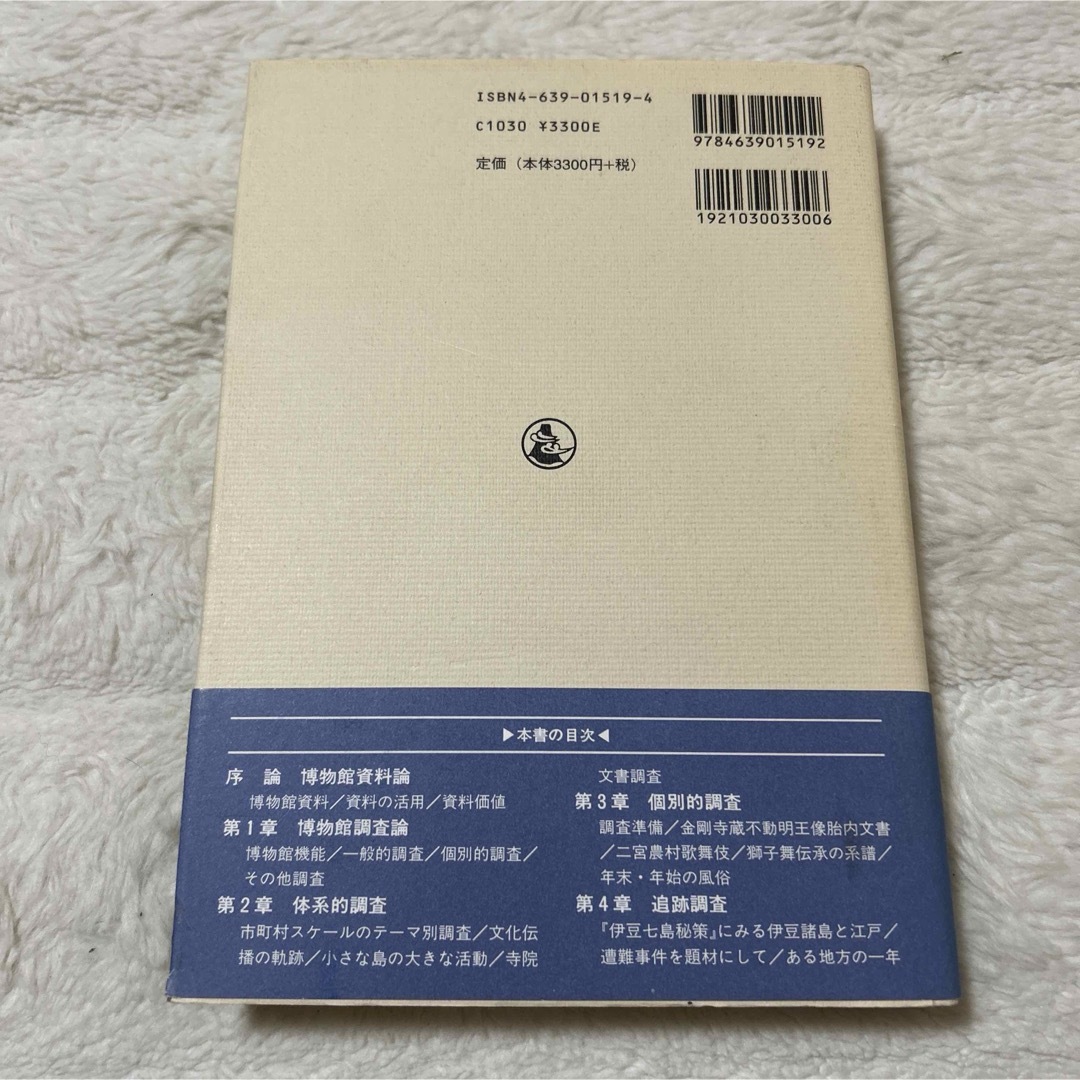 ISBN4-639-01519-4
C1030 ¥3300E
定価（本体3300円+税）
9784639015192
1921030033006
▶本書の目次◀
序　論　博物館資料論
博物館資料／資料の活用／資料価値
第1章　博物館調査論
博物館機能／一般的調査／個別的調査／
その他調査
第2章　体系的調査
市町村スケールのテーマ別調査／文化伝
播の軌跡／小さな島の大きな活動／寺院
文書調査
第3章　個別的調査
調査準備／金剛寺蔵不動明王像胎内文書
／二宮農村歌舞伎／獅子舞伝承の系譜／
年末・年始の風俗
第4章　追跡調査
『伊豆七島秘策』にみる伊豆諸島と江戸／
遭難事件を題材にして／ある地方の一年